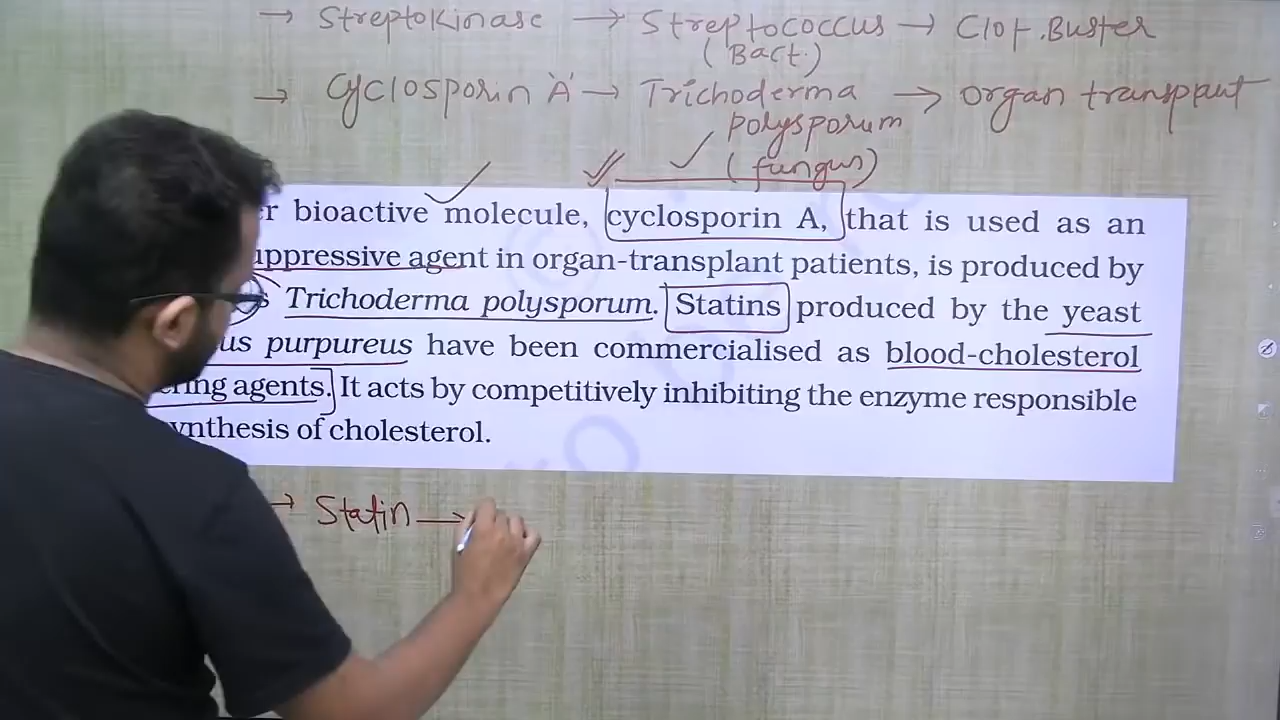 → Streptokinase → Streptococcus → Clot.Buster
(Bact.)
→ Cyclosporin 'A' → Trichoderma → organ transpaut
polysporum
(fungus)
r bioactive molecule, cyclosporin A, that is used as an
uppressive agent in organ-transplant patients, is produced by
s Trichoderma polysporum. Statins produced by the yeast
us purpureus have been commercialised as blood-cholesterol
ering agents. It acts by competitively inhibiting the enzyme responsible
ynthesis of cholesterol.
→ Statin →